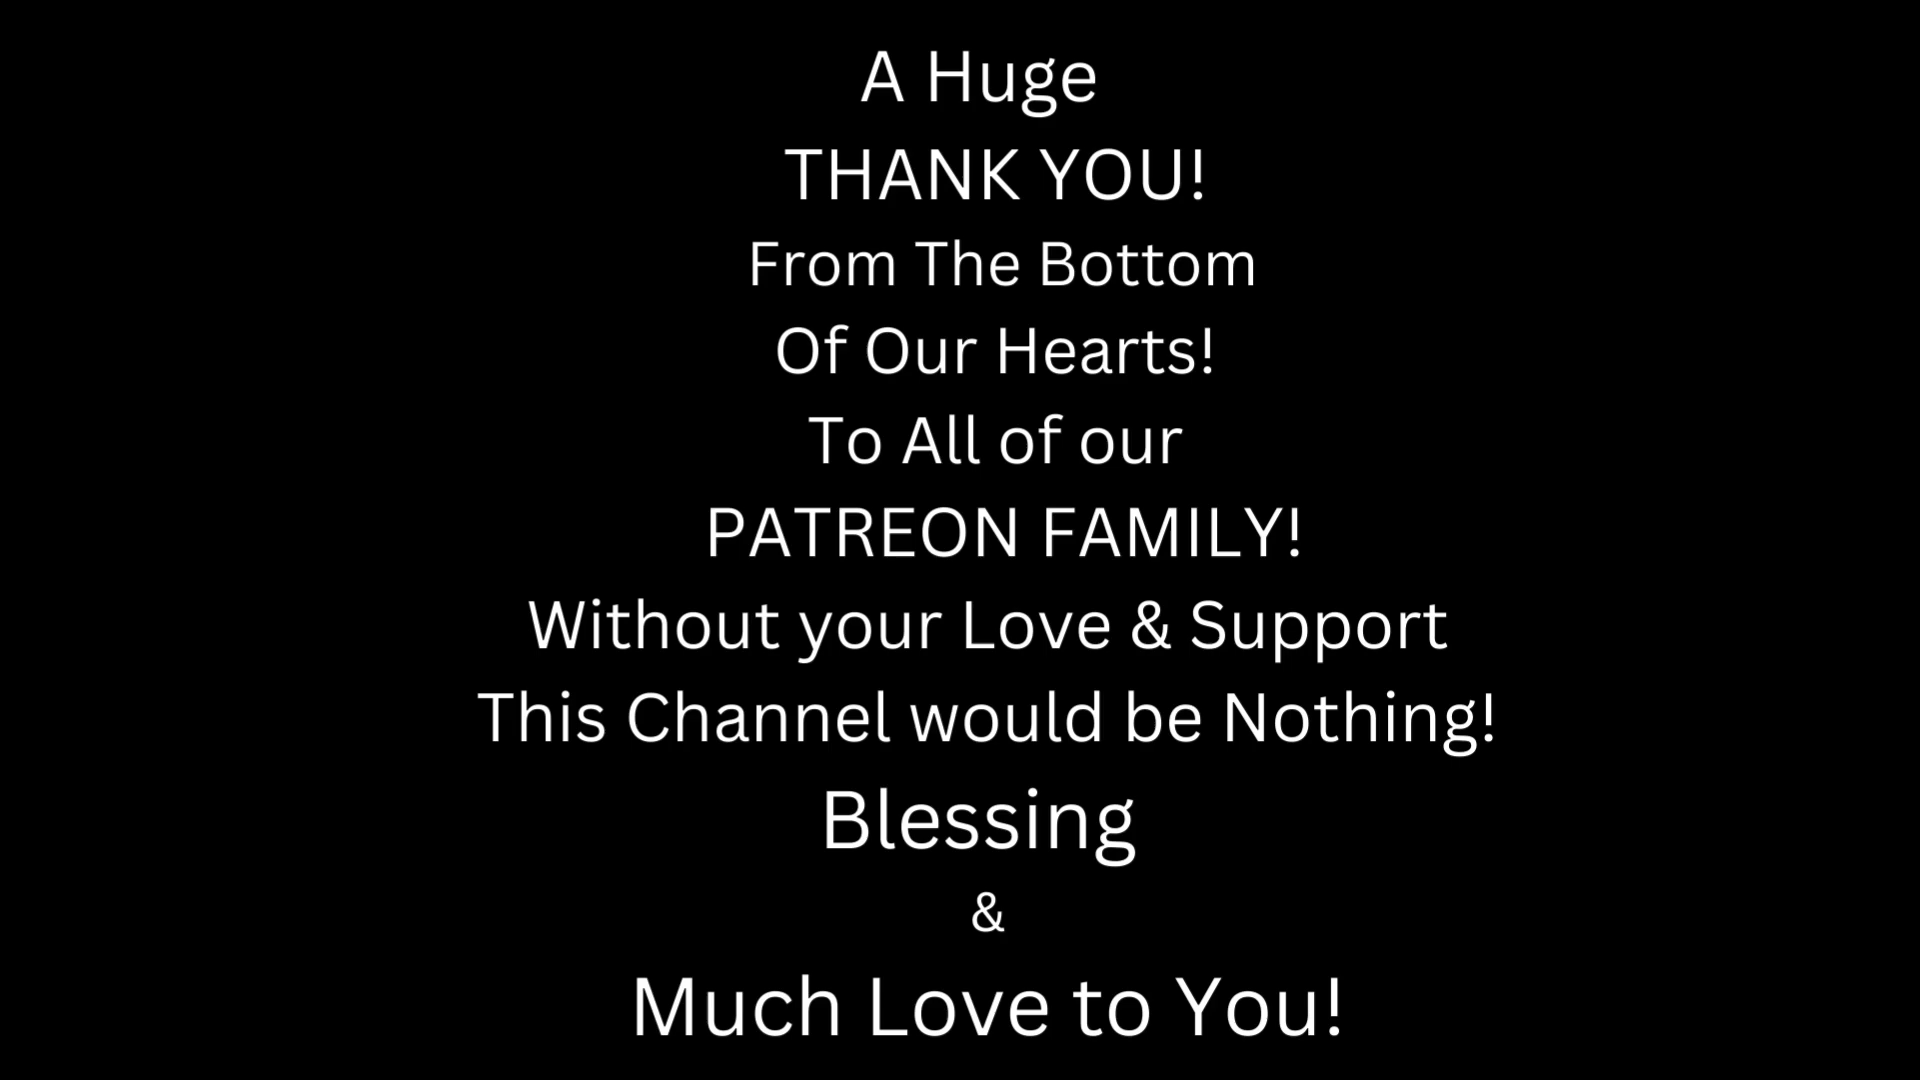 A Huge
THANK YOU!
From The Bottom
Of Our Hearts!
To All of our
PATREON FAMILY!
Without your Love & Support
This Channel would be Nothing!
Blessing
&
Much Love to You!